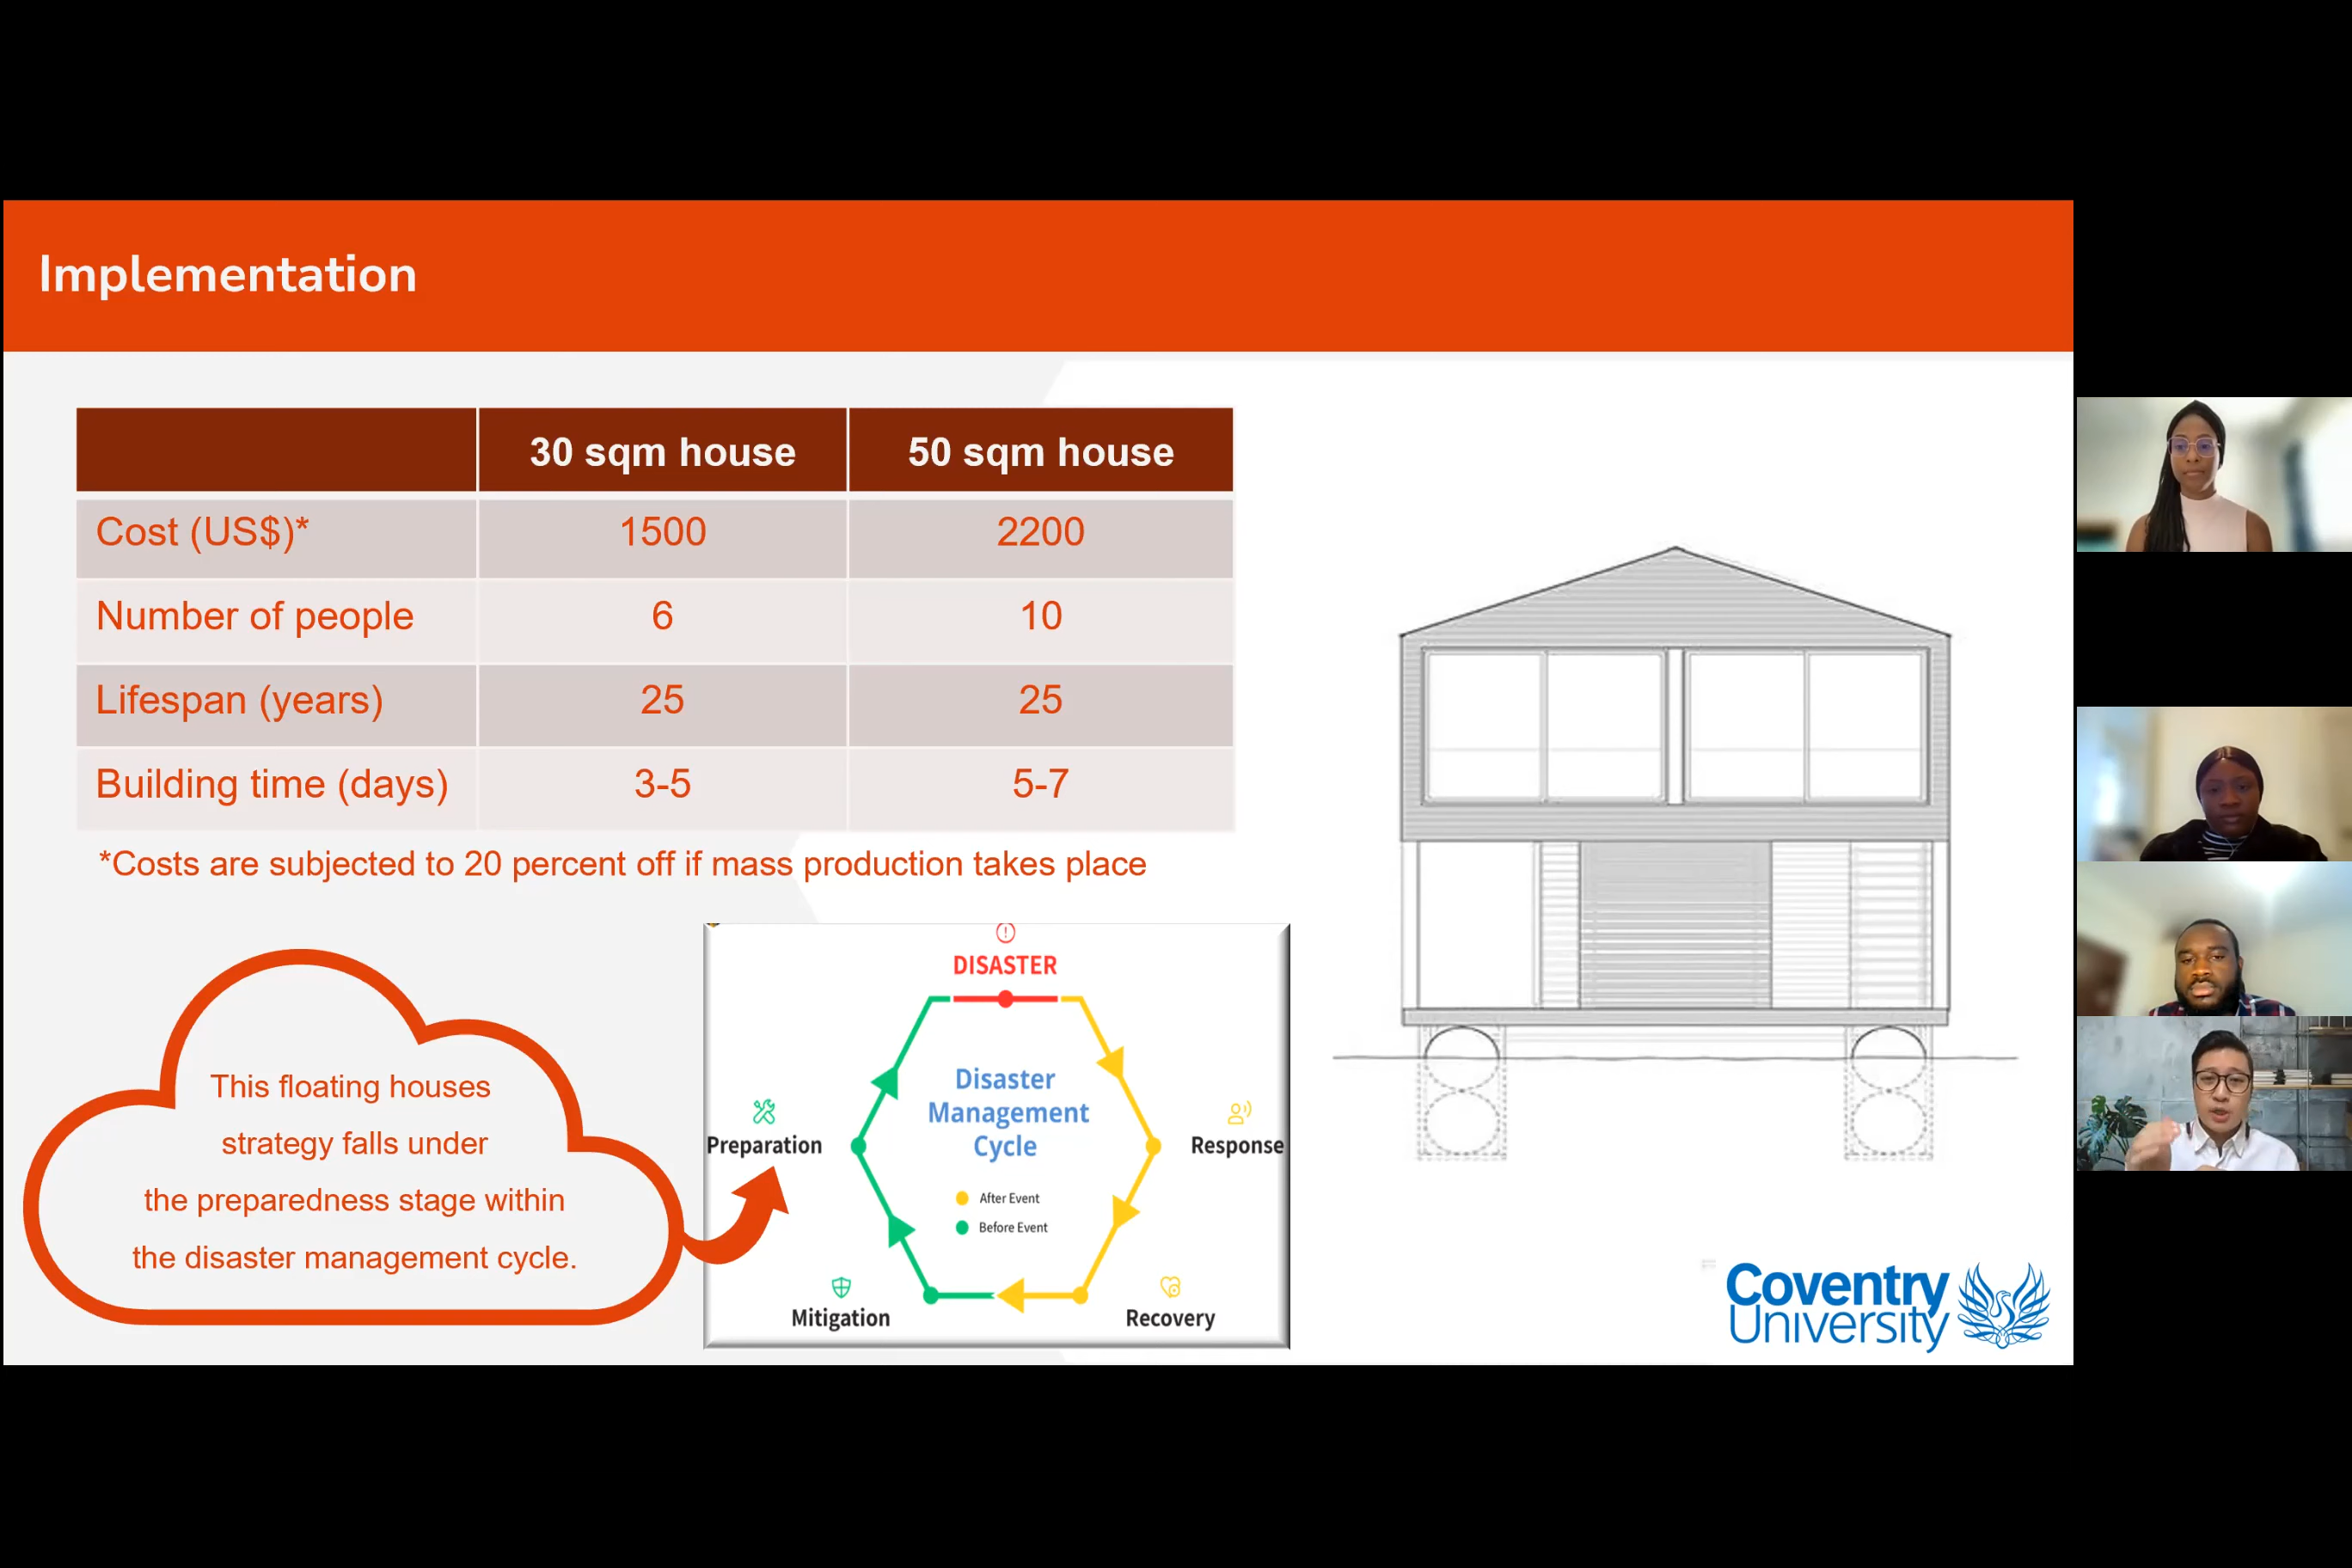 Implementation
30 sqm house 50 sqm house
Cost (US$)* 1500 2200
Number of people 6 10
Lifespan (years) 25 25
Building time (days) 3-5 5-7
*Costs are subjected to 20 percent off if mass production takes place
This floating houses
strategy falls under
the preparedness stage within
the disaster management cycle.
DISASTER
Disaster
Management
Cycle
Preparation
Response
After Event
Before Event
Mitigation
Recovery
Coventry
University